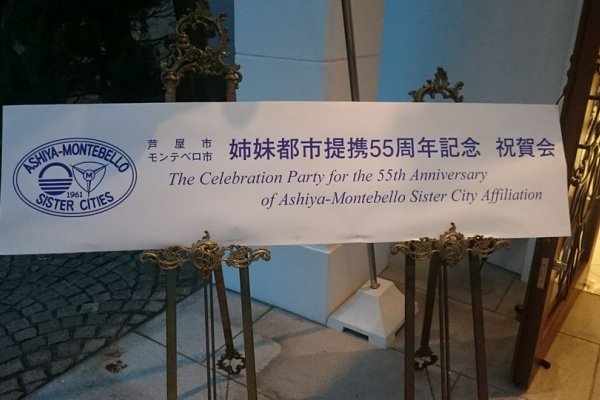 ASHIYA-MONTEBELLO
M
1961
SISTER CITIES
芦屋市
モンテベロ市
姉妹都市提携55周年記念 祝賀会
The Celebration Party for the 55th Anniversary
of Ashiya-Montebello Sister City Affiliation